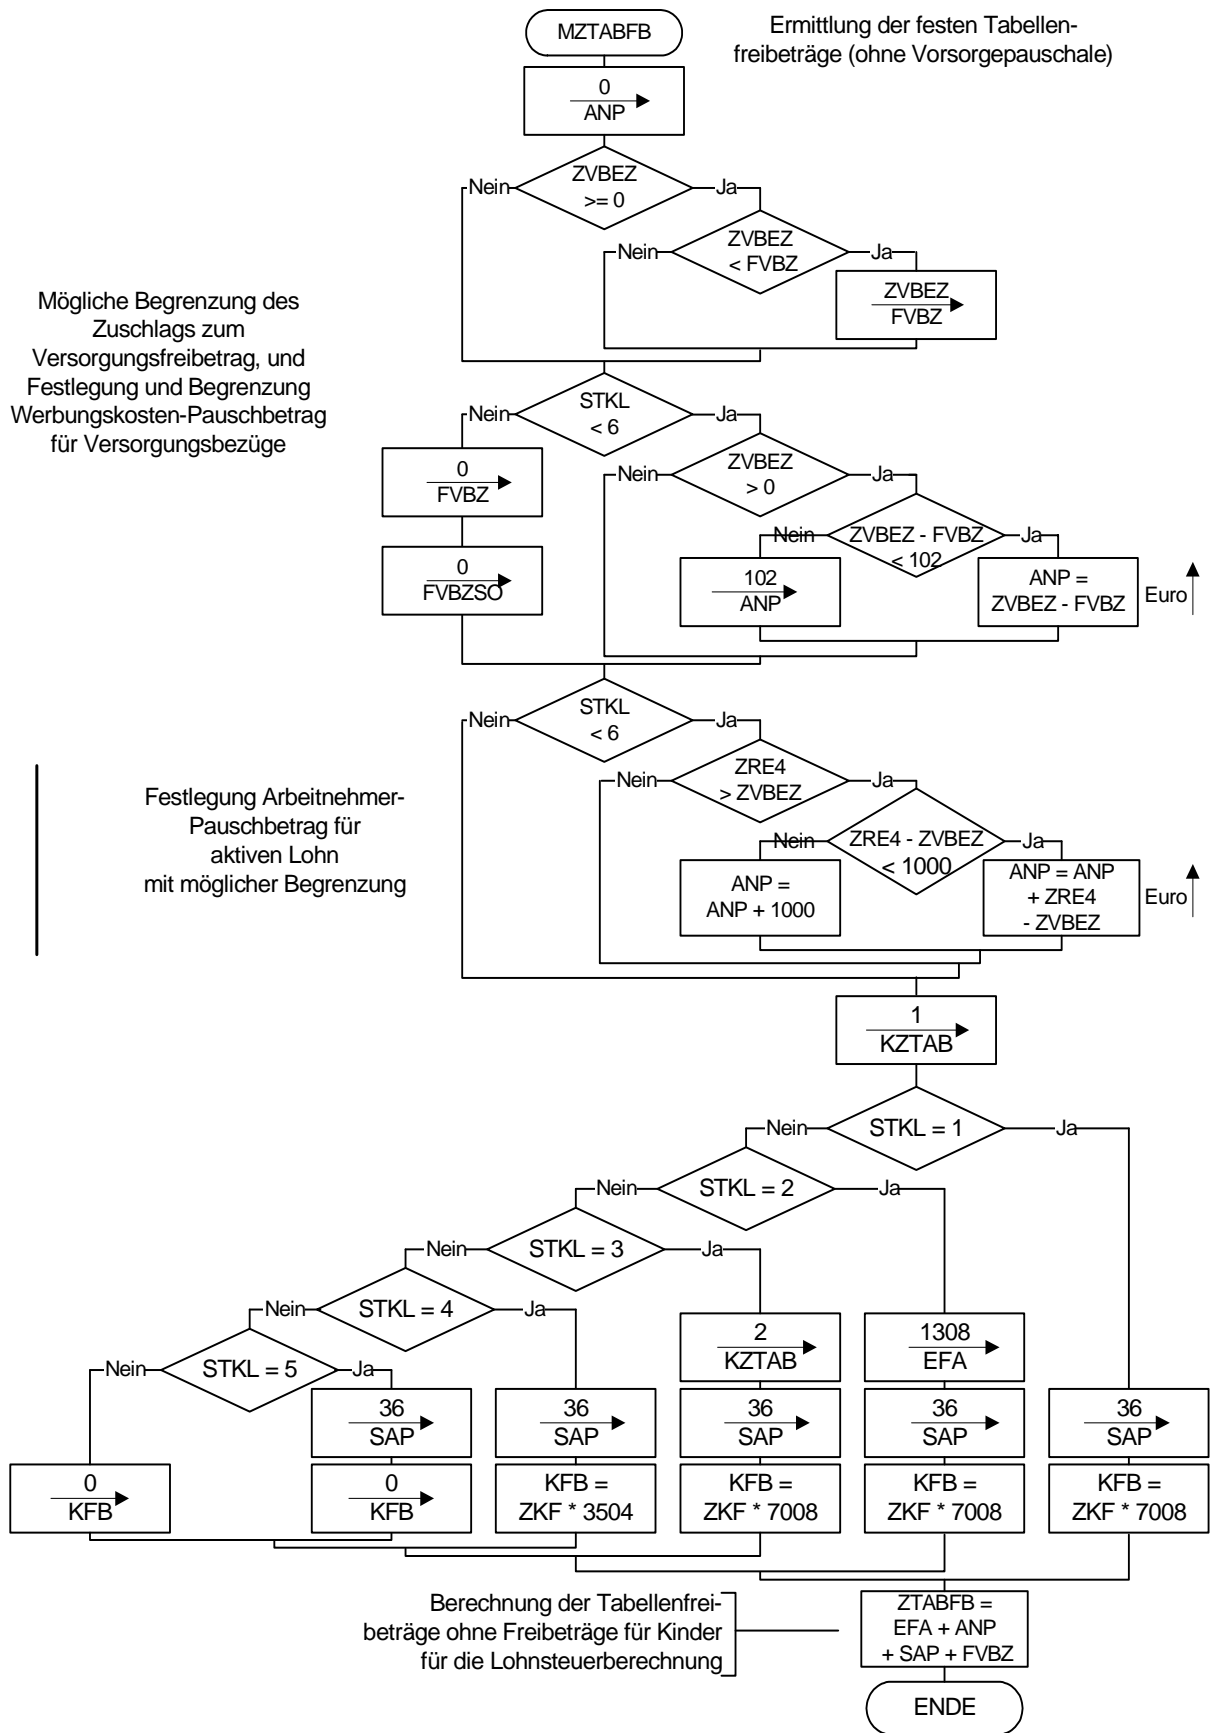 MZTABFB
Ermittlung der festen Tabellen-
freibeträge (ohne Vorsorgepauschale)
0
ANP
ZVBEZ
>= 0
Nein
Ja
ZVBEZ
< FVBZ
Nein
Ja
ZVBEZ
FVBZ
Mögliche Begrenzung des
Zuschlags zum
Versorgungsfreibetrag, und
Festlegung und Begrenzung
Werbungskosten-Pauschbetrag
für Versorgungsbezüge
STKL
< 6
Nein
Ja
0
FVBZ
0
FVBZSO
ZVBEZ
> 0
Nein
Ja
ZVBEZ - FVBZ
< 102
Nein
Ja
102
ANP
ANP =
ZVBEZ - FVBZ
Euro
STKL
< 6
Nein
Ja
Festlegung Arbeitnehmer-
Pauschbetrag für
aktiven Lohn
mit möglicher Begrenzung
ZRE4
> ZVBEZ
Nein
Ja
ZRE4 - ZVBEZ
< 1000
Nein
Ja
ANP =
ANP + 1000
ANP = ANP
+ ZRE4
- ZVBEZ
Euro
1
KZTAB
STKL = 1
Nein
Ja
STKL = 2
Nein
Ja
STKL = 3
Nein
Ja
STKL = 4
Nein
Ja
STKL = 5
Nein
Ja
2
KZTAB
1308
EFA
36
SAP
36
SAP
36
SAP
36
SAP
36
SAP
0
KFB
0
KFB
KFB =
ZKF * 3504
KFB =
ZKF * 7008
KFB =
ZKF * 7008
KFB =
ZKF * 7008
Berechnung der Tabellenfrei-
beträge ohne Freibeträge für Kinder
für die Lohnsteuerberechnung
ZTABFB =
EFA + ANP
+ SAP + FVBZ
ENDE